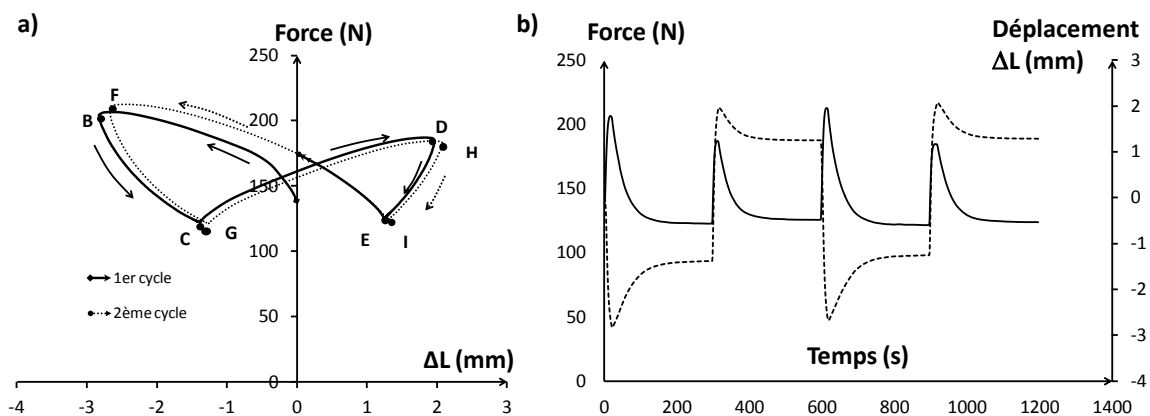 a)
Force (N)
250
200
150
100
50
0
F
B
D
H
C
G
E
I
1er cycle
2ème cycle
ΔL (mm)
-4 -3 -2 -1 0 1 2 3
b)
Force (N)
Déplacement
ΔL (mm)
250
200
150
100
50
0
3
2
1
0
-1
-2
-3
-4
Temps (s)
0 200 400 600 800 1000 1200 1400